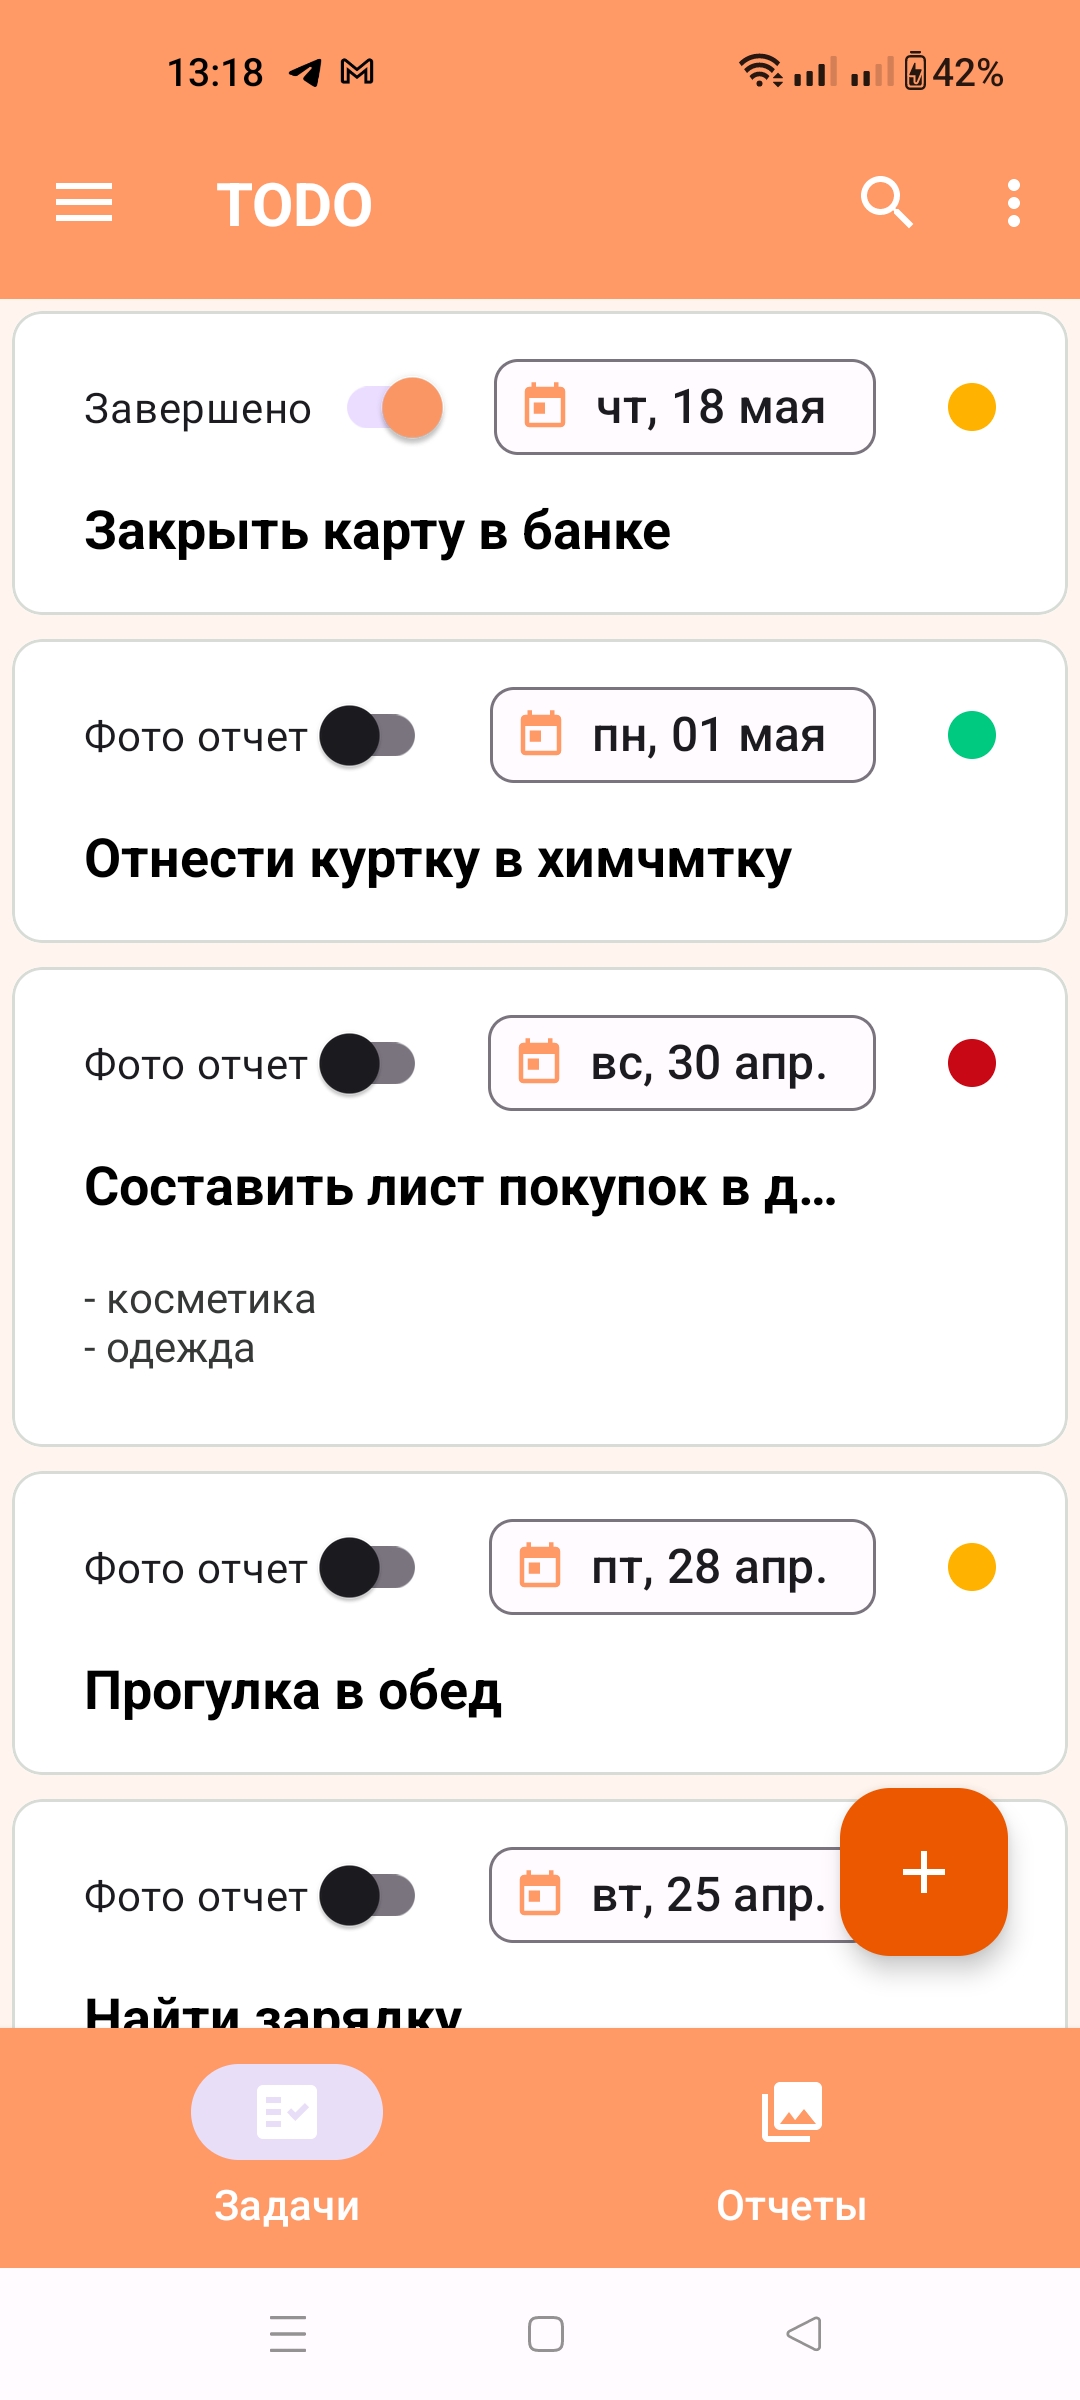 13:18 42%
TODO
Завершено чт, 18 мая
Закрыть карту в банке
Фото отчет пн, 01 мая
Отнести куртку в химчмтку
Фото отчет вс, 30 апр.
Составить лист покупок в д...
- косметика
- одежда
Фото отчет пт, 28 апр.
Прогулка в обед
Фото отчет вт, 25 апр.
Найти зарядку
Задачи Отчеты